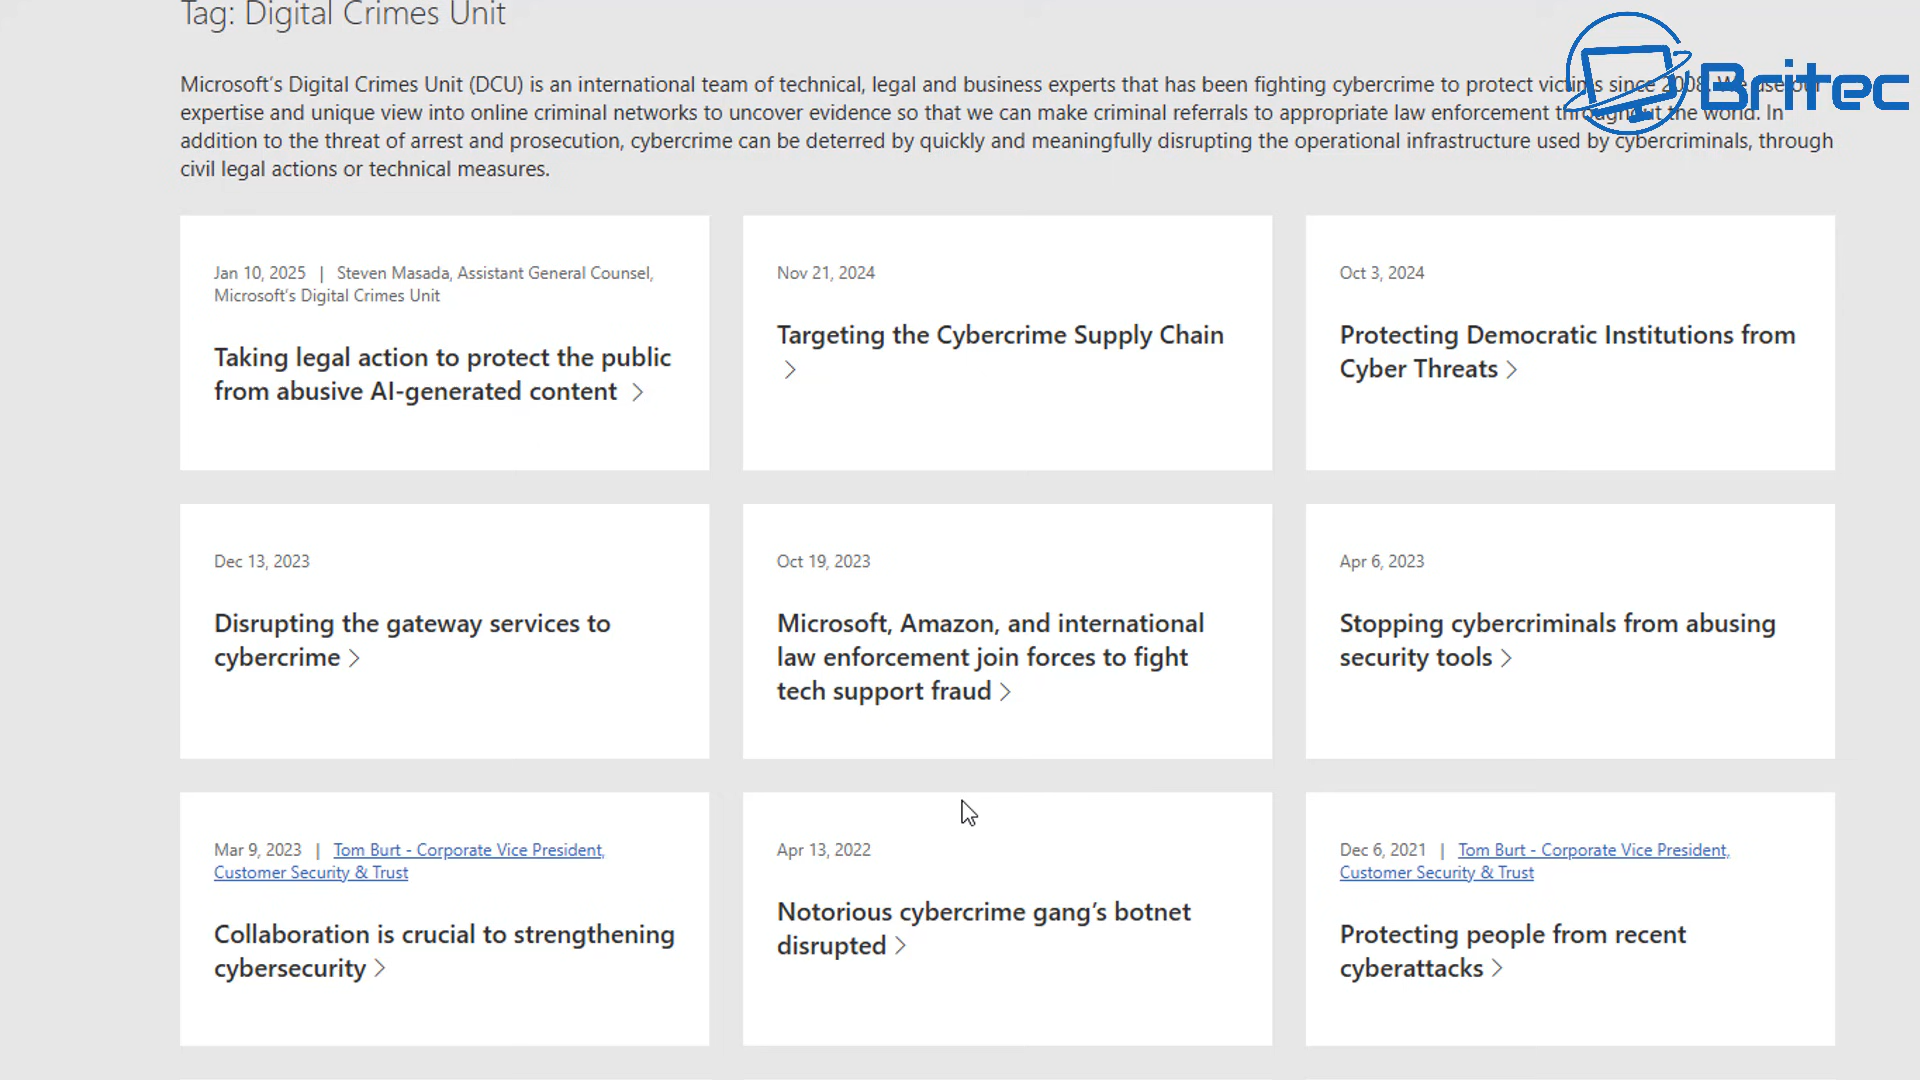 Tag: Digital Crimes Unit
Britec
Microsoft’s Digital Crimes Unit (DCU) is an international team of technical, legal and business experts that has been fighting cybercrime to protect victims since 2008. We use our
expertise and unique view into online criminal networks to uncover evidence so that we can make criminal referrals to appropriate law enforcement throughout the world. In
addition to the threat of arrest and prosecution, cybercrime can be deterred by quickly and meaningfully disrupting the operational infrastructure used by cybercriminals, through
civil legal actions or technical measures.
Jan 10, 2025 | Steven Masada, Assistant General Counsel,
Microsoft’s Digital Crimes Unit
Taking legal action to protect the public
from abusive AI-generated content
Nov 21, 2024
Targeting the Cybercrime Supply Chain
Oct 3, 2024
Protecting Democratic Institutions from
Cyber Threats
Dec 13, 2023
Disrupting the gateway services to
cybercrime
Oct 19, 2023
Microsoft, Amazon, and international
law enforcement join forces to fight
tech support fraud
Apr 6, 2023
Stopping cybercriminals from abusing
security tools
Mar 9, 2023 | Tom Burt - Corporate Vice President,
Customer Security & Trust
Collaboration is crucial to strengthening
cybersecurity
Apr 13, 2022
Notorious cybercrime gang’s botnet
disrupted
Dec 6, 2021 | Tom Burt - Corporate Vice President,
Customer Security & Trust
Protecting people from recent
cyberattacks